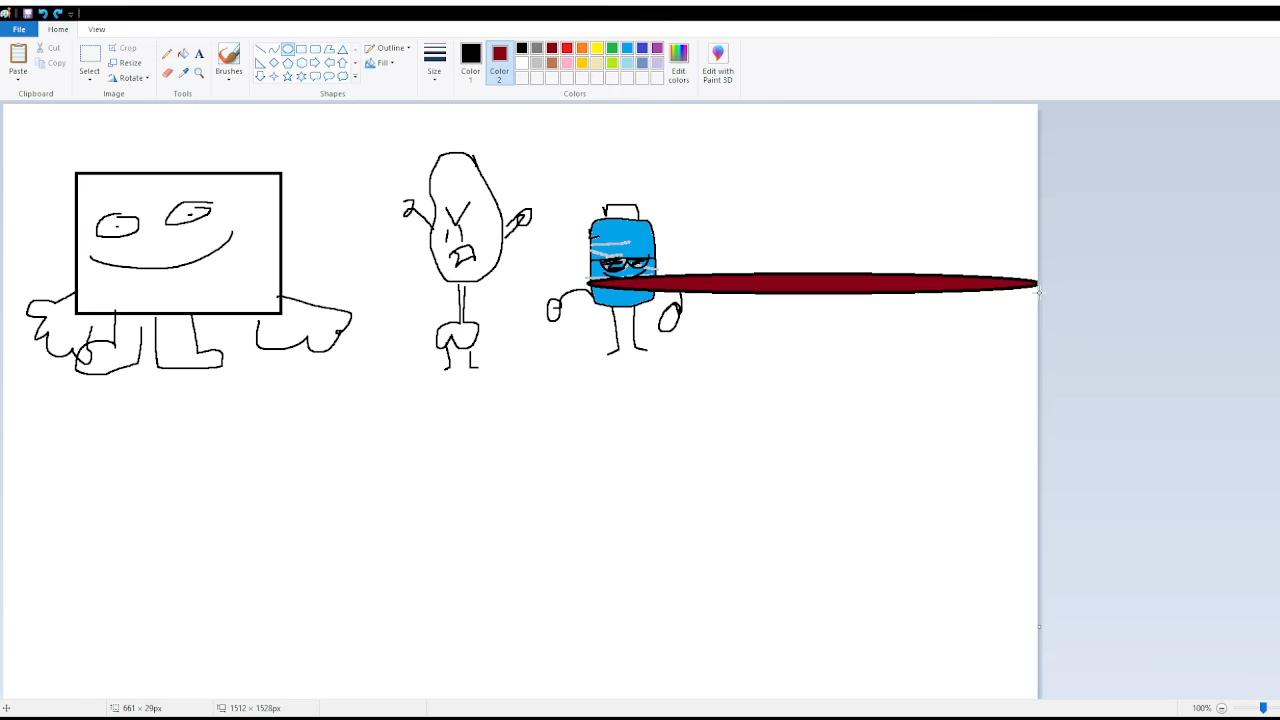 File Home View
Paste Cut Copy Select Crop Resize Rotate A Brushes Outline Fill Size Color 1 Color 2 Edit colors Edit with Paint 3D
Clipboard Image Tools Shapes Colors
661 × 29px 1512 × 1528px 100%